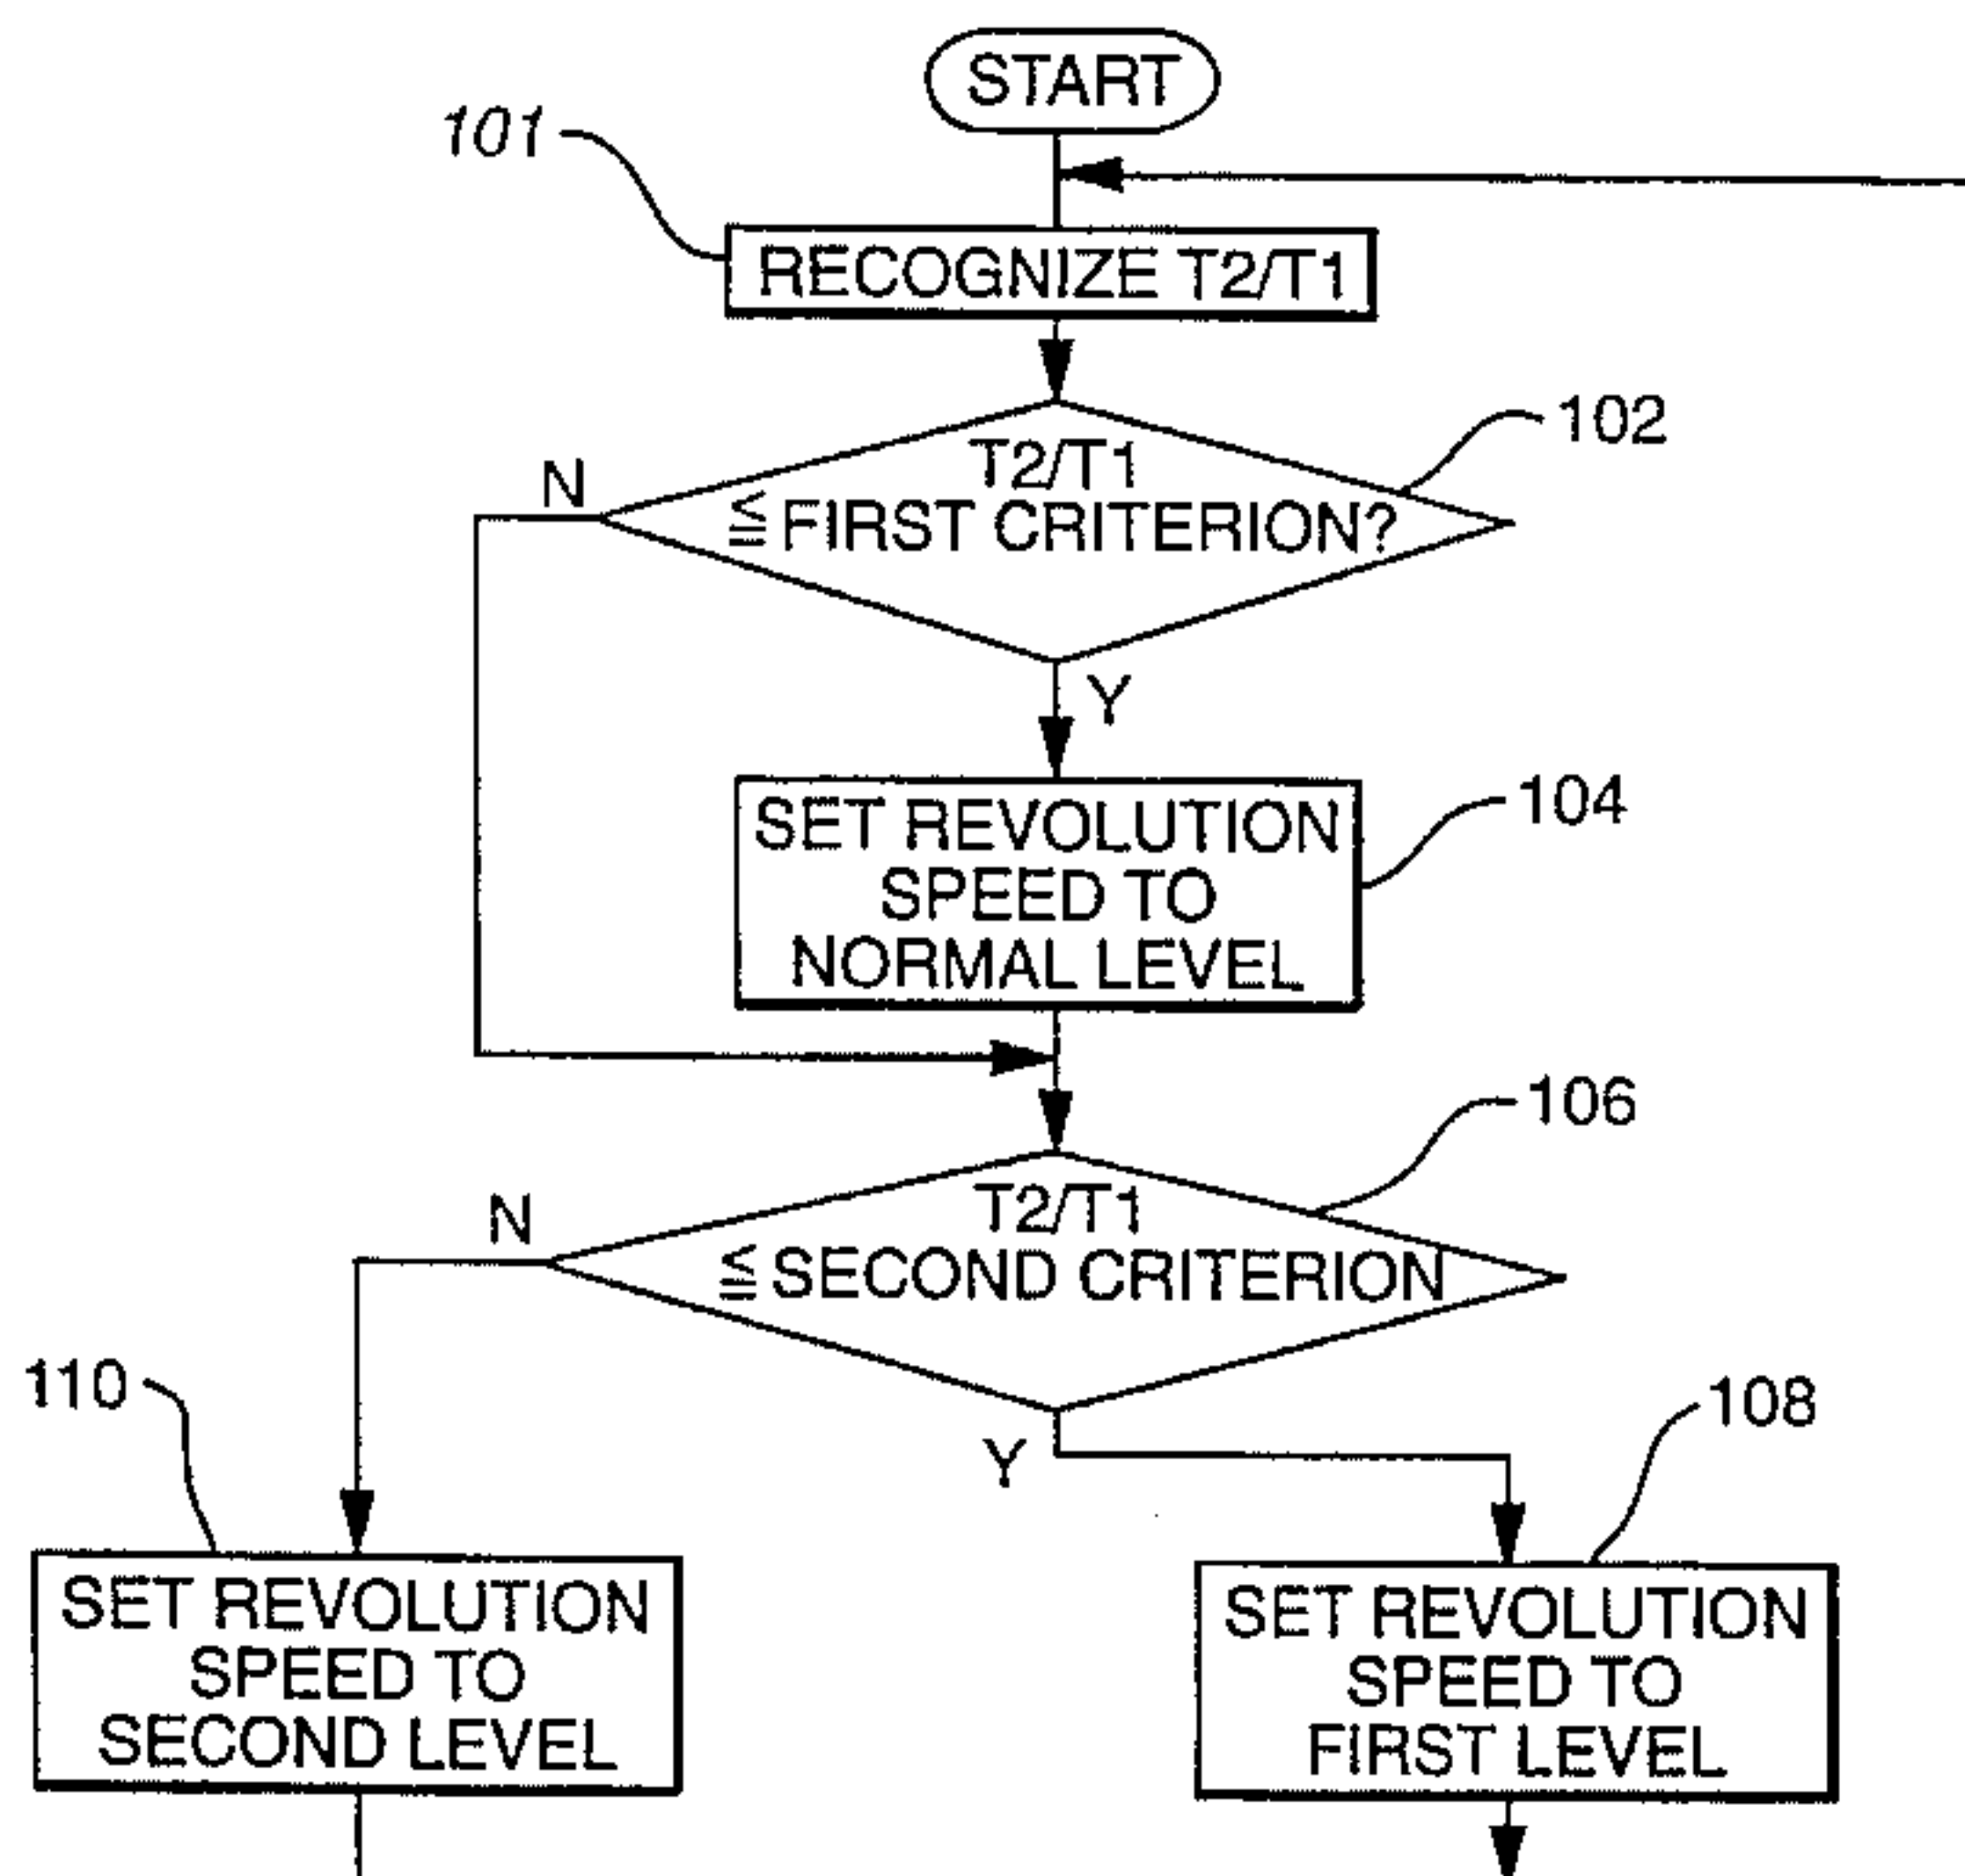 START
101
RECOGNIZE T2/T1
102
T2/T1
≦ FIRST CRITERION?
N
Y
SET REVOLUTION
SPEED TO
NORMAL LEVEL
104
106
T2/T1
≦ SECOND CRITERION
N
Y
110
108
SET REVOLUTION
SPEED TO
SECOND LEVEL
SET REVOLUTION
SPEED TO
FIRST LEVEL